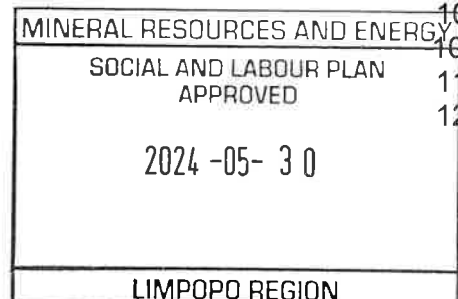 MINERAL RESOURCES AND ENERGY
SOCIAL AND LABOUR PLAN
APPROVED
2024 -05- 30
LIMPOPO REGION